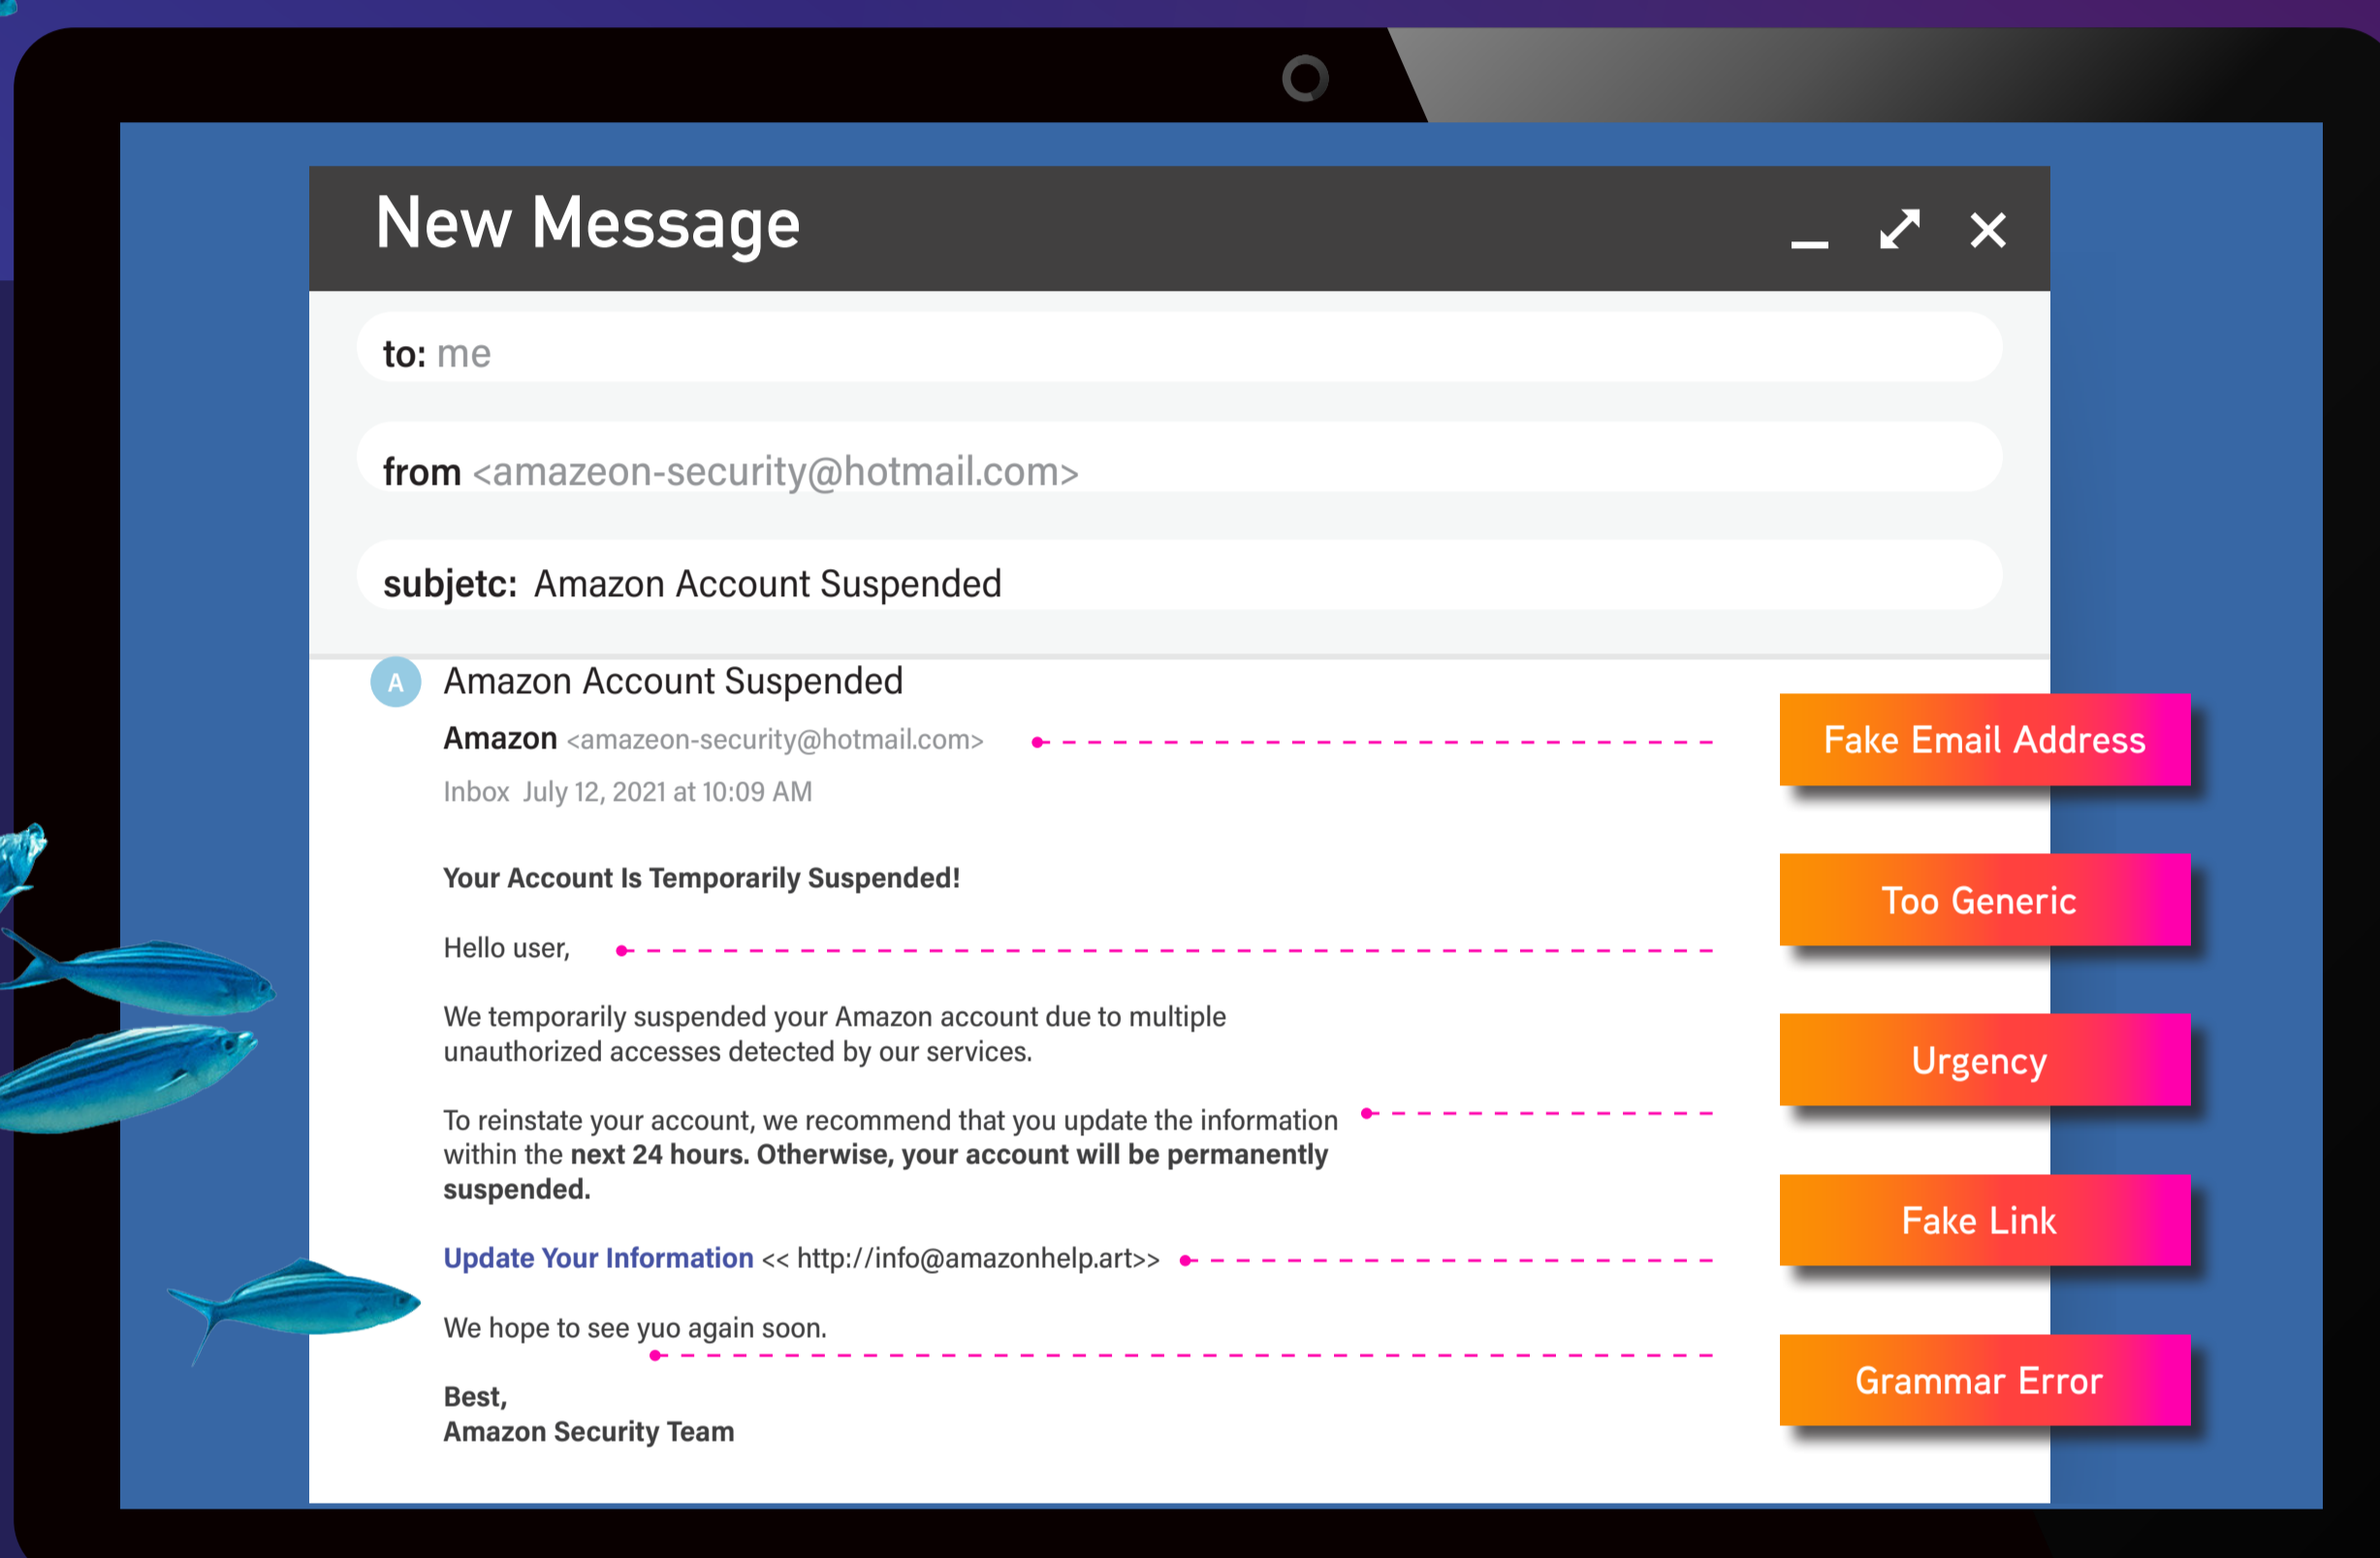 New Message
to: me
from <amazeon-security@hotmail.com>
subjetc: Amazon Account Suspended
A Amazon Account Suspended
Amazon <amazeon-security@hotmail.com>
Fake Email Address
Inbox July 12, 2021 at 10:09 AM
Your Account Is Temporarily Suspended!
Too Generic
Hello user,
We temporarily suspended your Amazon account due to multiple
unauthorized accesses detected by our services.
Urgency
To reinstate your account, we recommend that you update the information
within the next 24 hours. Otherwise, your account will be permanently
suspended.
Fake Link
Update Your Information << http://info@amazonhelp.art>>
We hope to see yuo again soon.
Grammar Error
Best,
Amazon Security Team